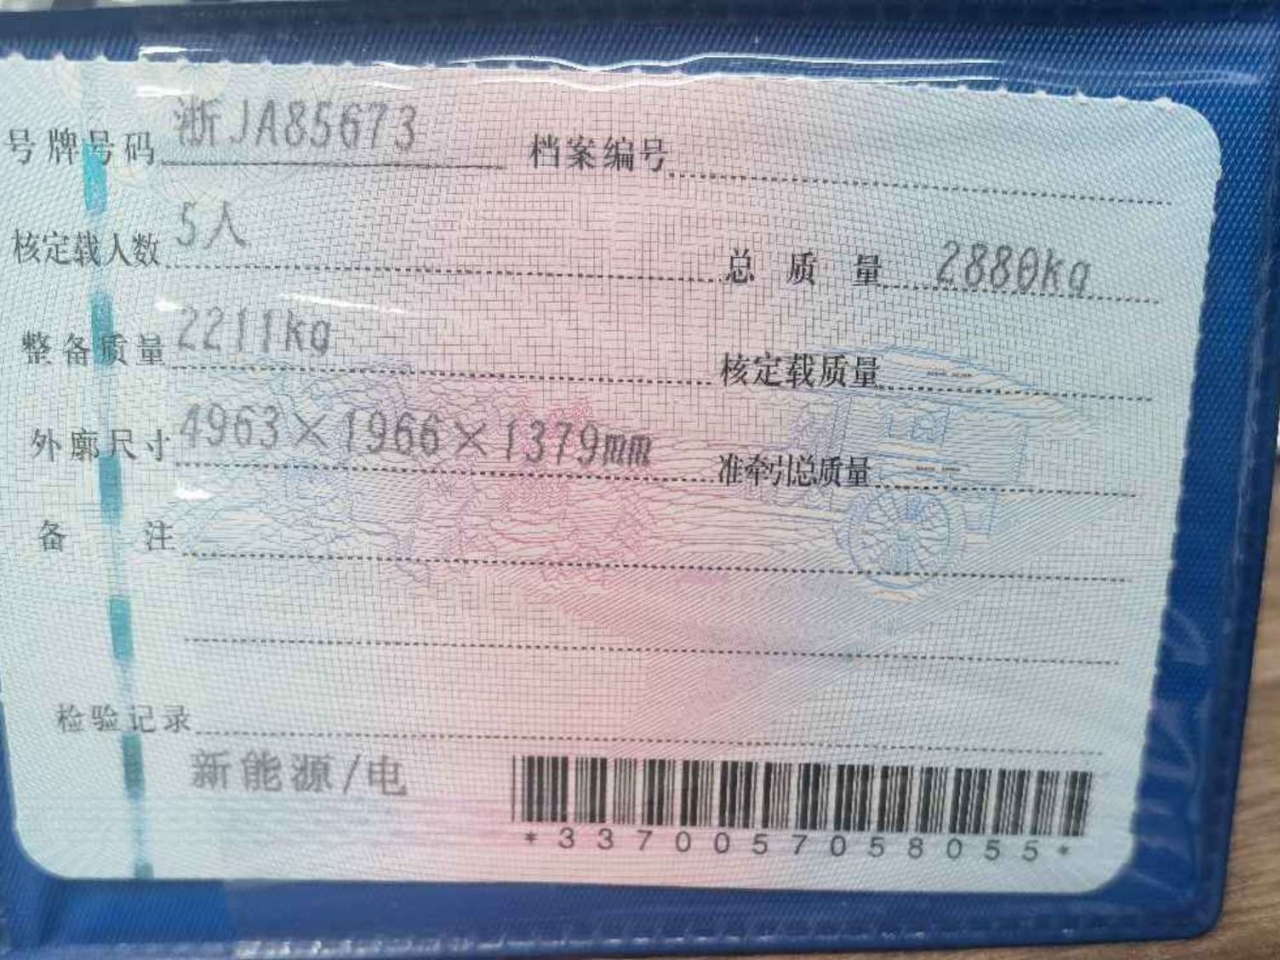 号牌号码 浙JA85673 档案编号
核定载人数 5人 总质量 2880kg
整备质量 2211kg 核定载质量
外廓尺寸 4963×1966×1379mm 准牵引总质量
备注
检验记录
新能源/电
*3370057058055*